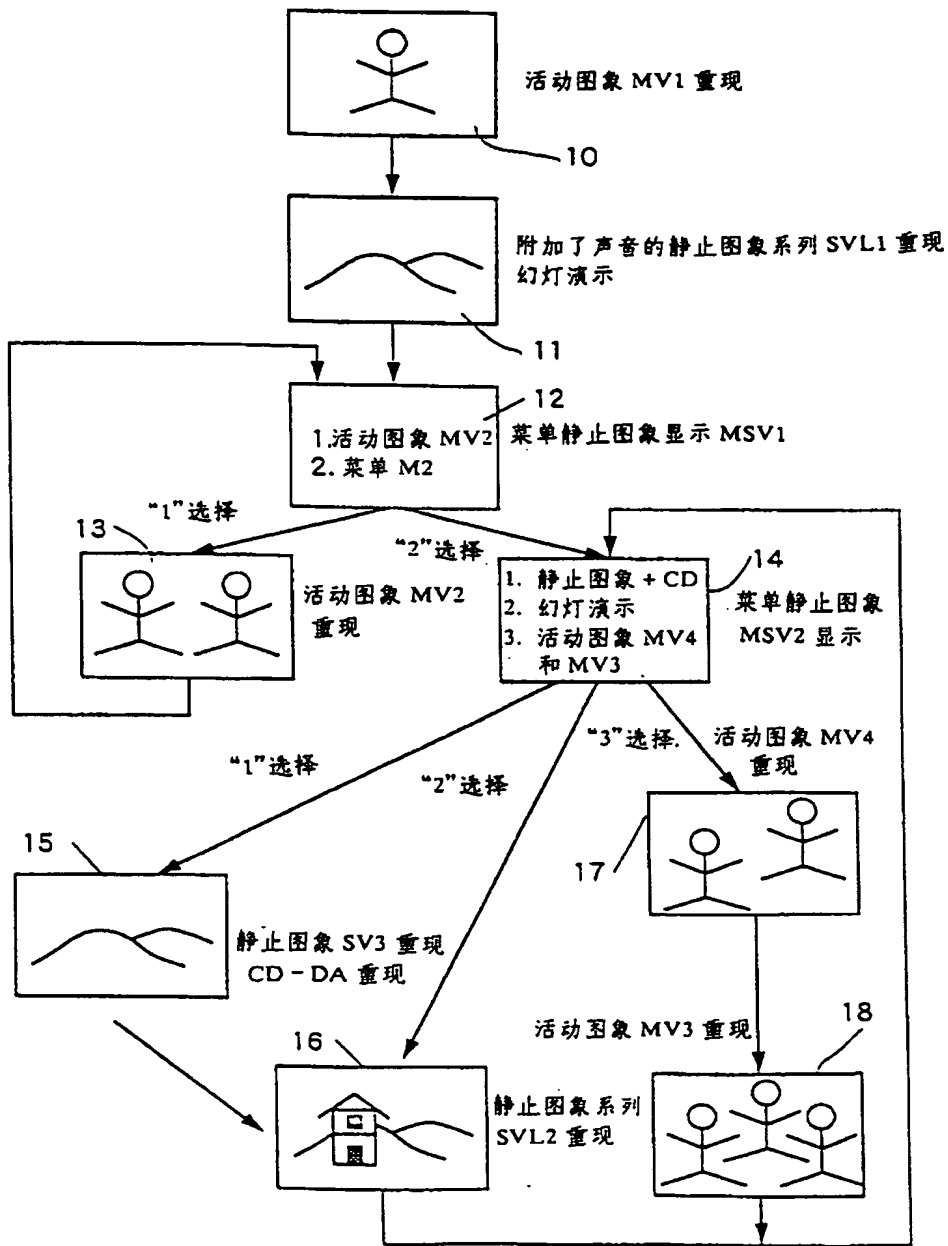 活动图象 MV1 重现
10
附加了声音的静止图象系列 SVL1 重现
幻灯演示
11
12
1.活动图象 MV2
2. 菜单 M2
菜单静止图象显示 MSV1
“1”选择
“2”选择
13
活动图象 MV2
重现
1. 静止图象 + CD
2. 幻灯演示
3. 活动图象 MV4
和 MV3
14
菜单静止图象
MSV2 显示
“1”选择
“2”选择
“3”选择.
活动图象 MV4
重现
15
静止图象 SV3 重现
CD－DA 重现
17
活动图象 MV3 重现
18
16
静止图象系列
SVL2 重现